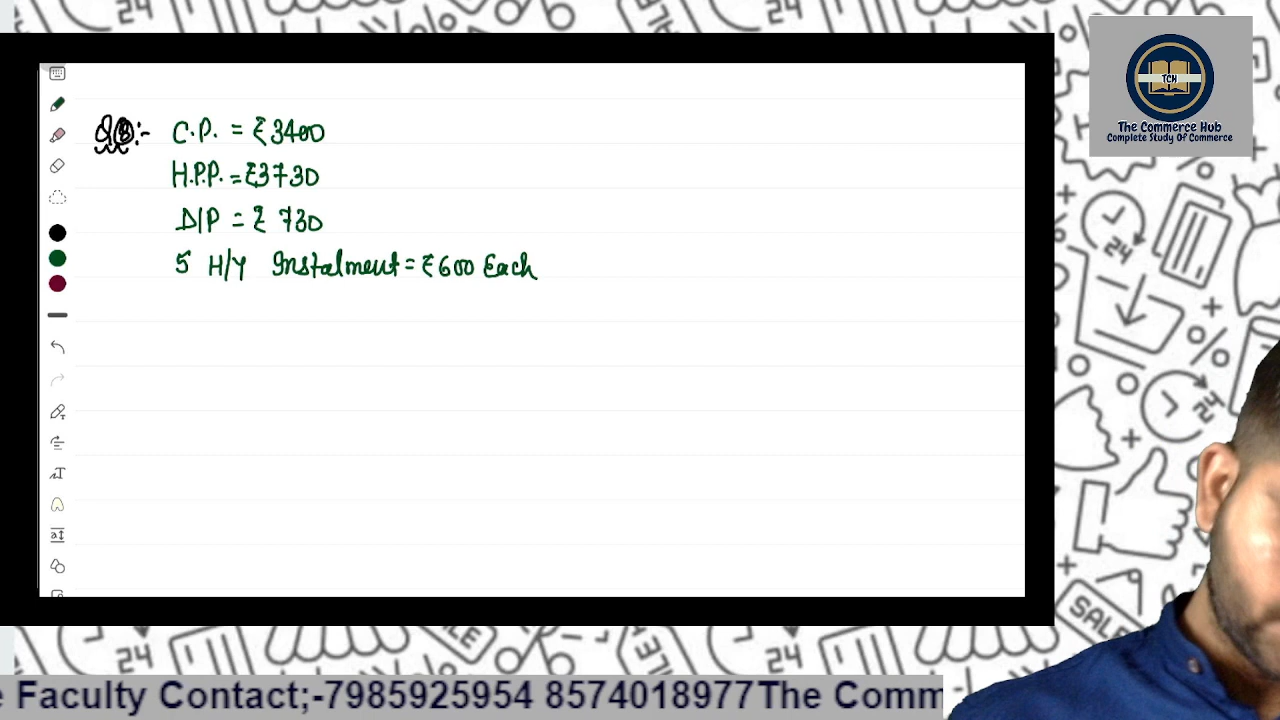 C.P. = ₹3400
H.P.P. = ₹3730
D/P = ₹ 730
5 H/Y Instalment = ₹600 Each
TCH
The Commerce Hub
Complete Study Of Commerce
e Faculty Contact;-7985925954 8574018977The Comm